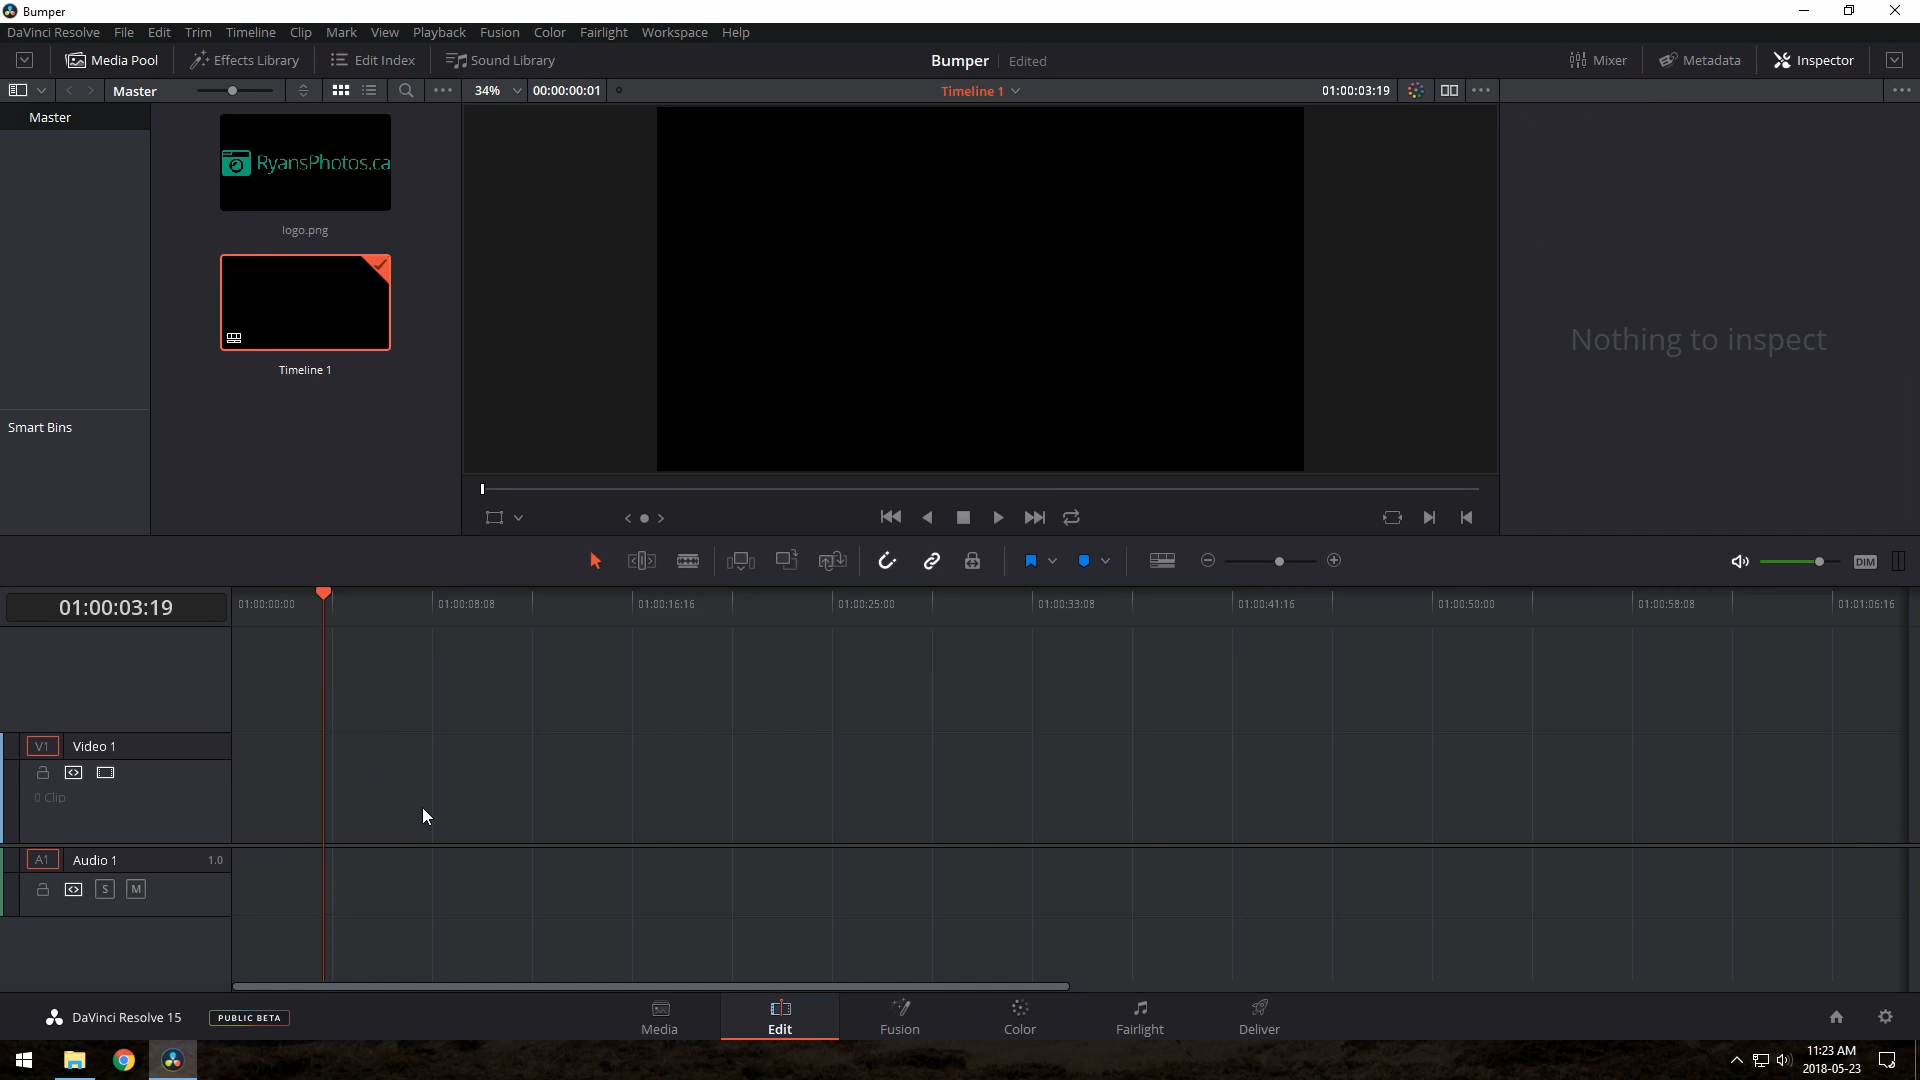 Bumper
DaVinci Resolve File Edit Trim Timeline Clip Mark View Playback Fusion Color Fairlight Workspace Help
Media Pool Effects Library Edit Index Sound Library Bumper Edited Mixer Metadata Inspector
Master 34% 00:00:00:01 Timeline 1 01:00:03:19
Master
RyansPhotos.ca
logo.png
Timeline 1
Nothing to inspect
Smart Bins
DIM
01:00:03:19 01:00:00:00 01:00:08:08 01:00:16:16 01:00:25:00 01:00:33:08 01:00:41:16 01:00:50:00 01:00:58:08 01:01:06:16
V1 Video 1
0 Clip
A1 Audio 1 1.0
S M
DaVinci Resolve 15 PUBLIC BETA Media Edit Fusion Color Fairlight Deliver
11:23 AM
2018-05-23